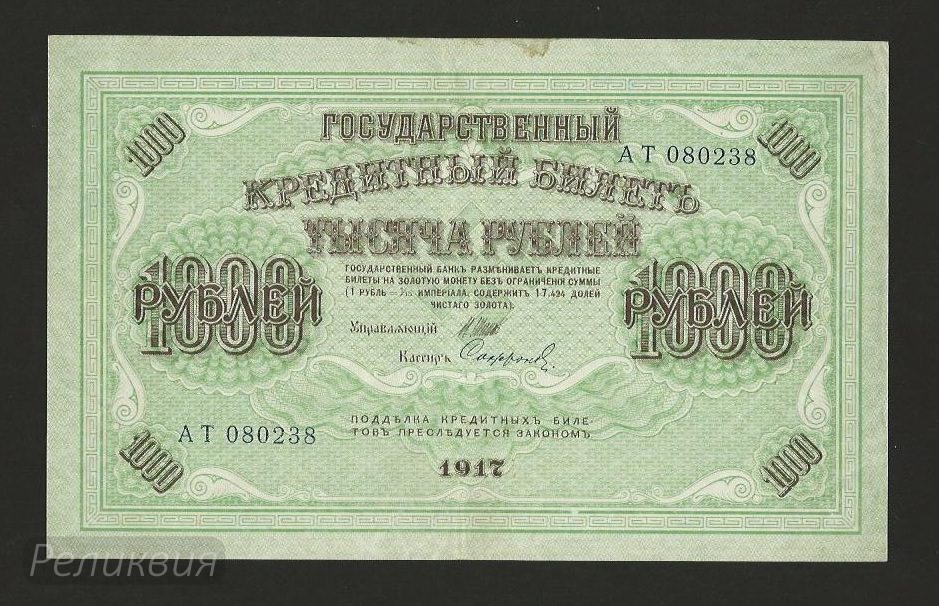 1000
1000
ГОСУДАРСТВЕННЫЙ
АТ 080238
КРЕДИТНЫЙ БИЛЕТЪ
ТЫСЯЧА РУБЛЕЙ
ГОСУДАРСТВЕННЫЙ БАНКЪ РАЗМѢНИВАЕТЪ КРЕДИТНЫЕ
БИЛЕТЫ НА ЗОЛОТУЮ МОНЕТУ БЕЗЪ ОГРАНИЧЕНІЯ СУММЫ
(1 РУБЛЬ = 1/15 ИМПЕРІАЛА, СОДЕРЖИТЪ 17,424 ДОЛЕЙ
ЧИСТАГО ЗОЛОТА).
1000
РУБЛЕЙ
1000
РУБЛЕЙ
Управляющій
Кассиръ
ПОДДѢЛКА КРЕДИТНЫХЪ БИЛЕ-
ТОВЪ ПРЕСЛѢДУЕТСЯ ЗАКОНОМЪ
АТ 080238
1917
1000
1000
Реликвия